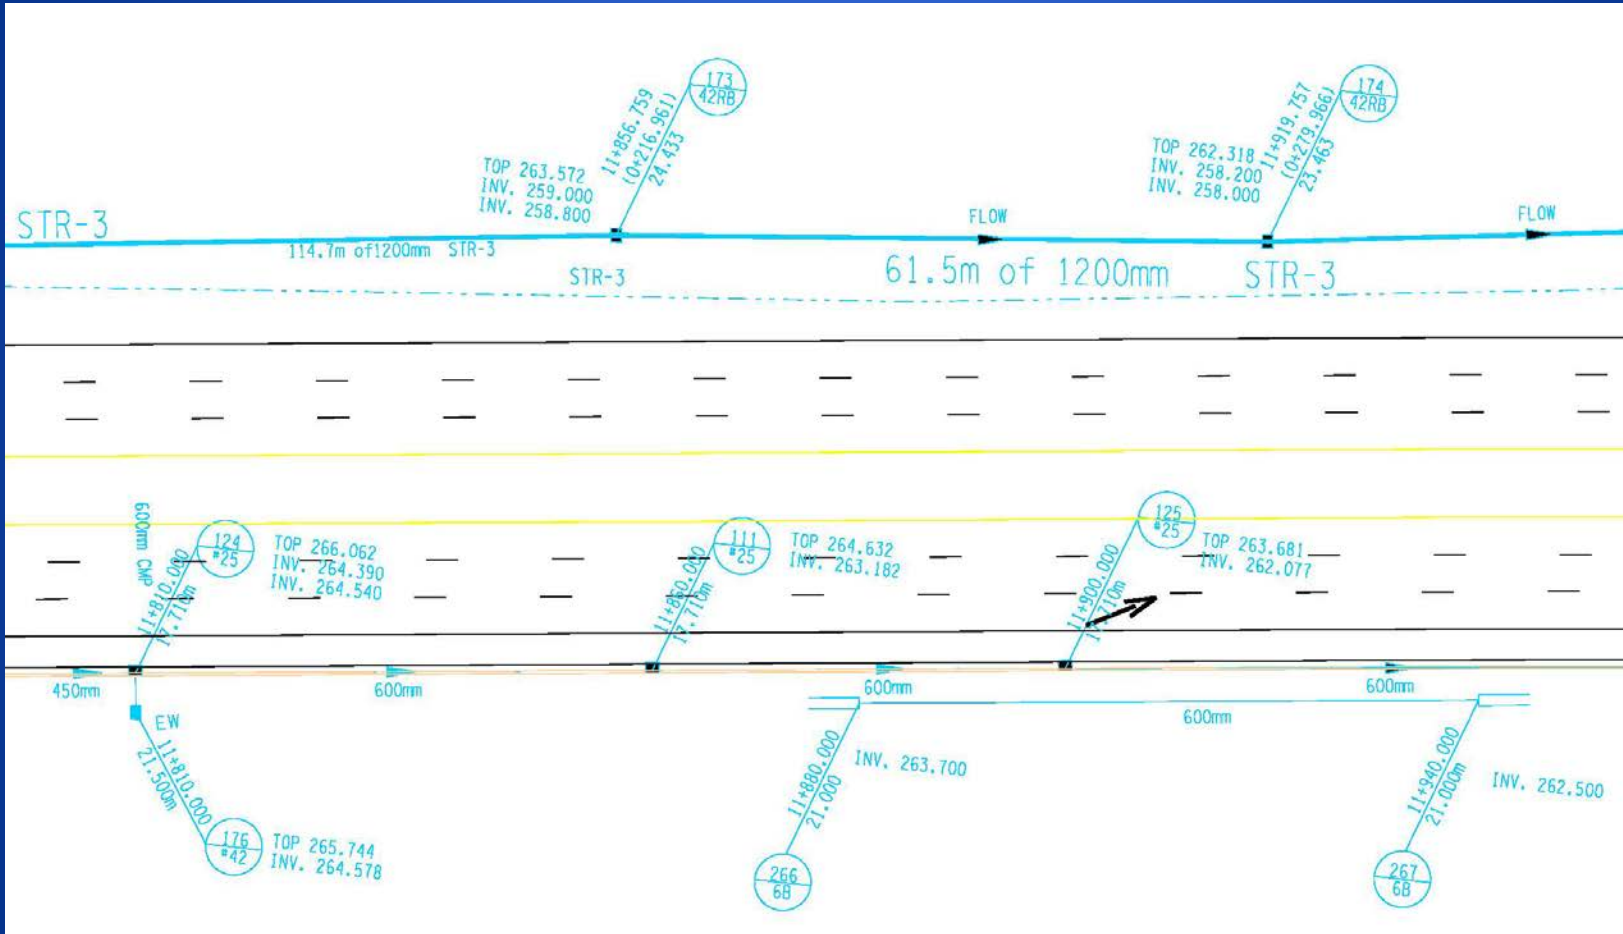 173
42RB
11+856.759
(0+216.961)
24.433
TOP 263.572
INV. 259.000
INV. 258.800
174
42RB
11+919.757
(0+279.966)
23.463
TOP 262.318
INV. 258.200
INV. 258.000
STR-3
114.7m of1200mm STR-3
STR-3
FLOW
61.5m of 1200mm STR-3
FLOW
600mm CMP
124
#25
11+810.000
17.710m
TOP 266.062
INV. 264.390
INV. 264.540
111
#25
11+860.000
17.710m
TOP 264.632
INV. 263.182
125
#25
11+900.000
17.710m
TOP 263.681
INV. 262.077
450mm
600mm
600mm
600mm
600mm
EW
11+810.000
21.500m
176
#42
TOP 265.744
INV. 264.578
11+880.000
21.000
INV. 263.700
266
6B
11+940.000
21.000m
INV. 262.500
267
6B